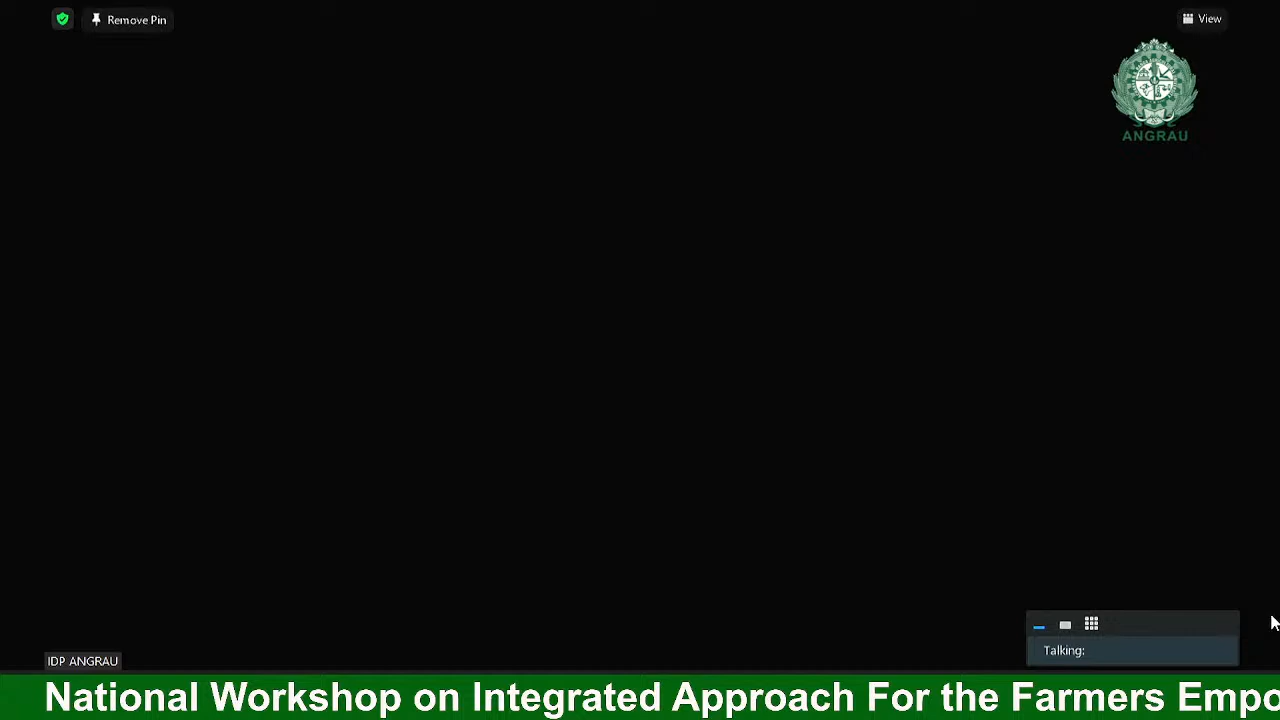 Remove Pin
View
ANGRAU
Talking:
IDP ANGRAU
National Workshop on Integrated Approach For the Farmers Empo